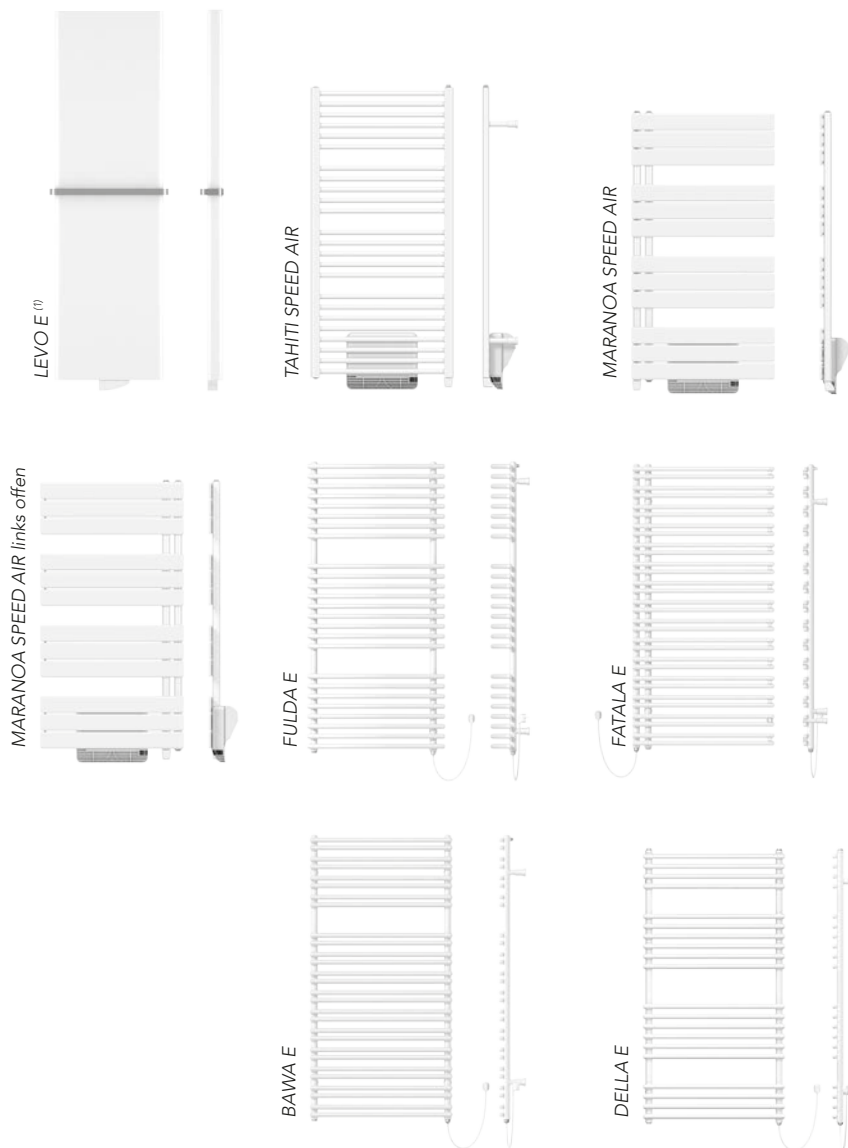 LEVO E (1)
TAHITI SPEED AIR
MARANOA SPEED AIR
MARANOA SPEED AIR links offen
FULDA E
FATALA E
BAWA E
DELLA E